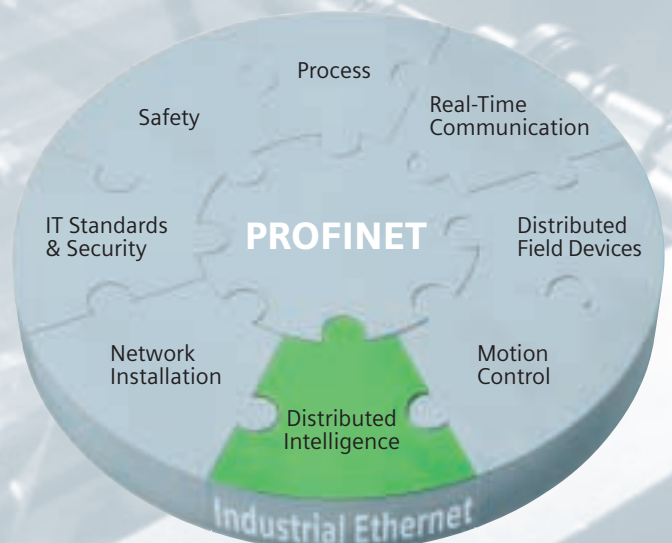 Process
Real-Time
Communication
Safety
IT Standards
& Security
PROFINET
Distributed
Field Devices
Network
Installation
Motion
Control
Distributed
Intelligence
Industrial Ethernet